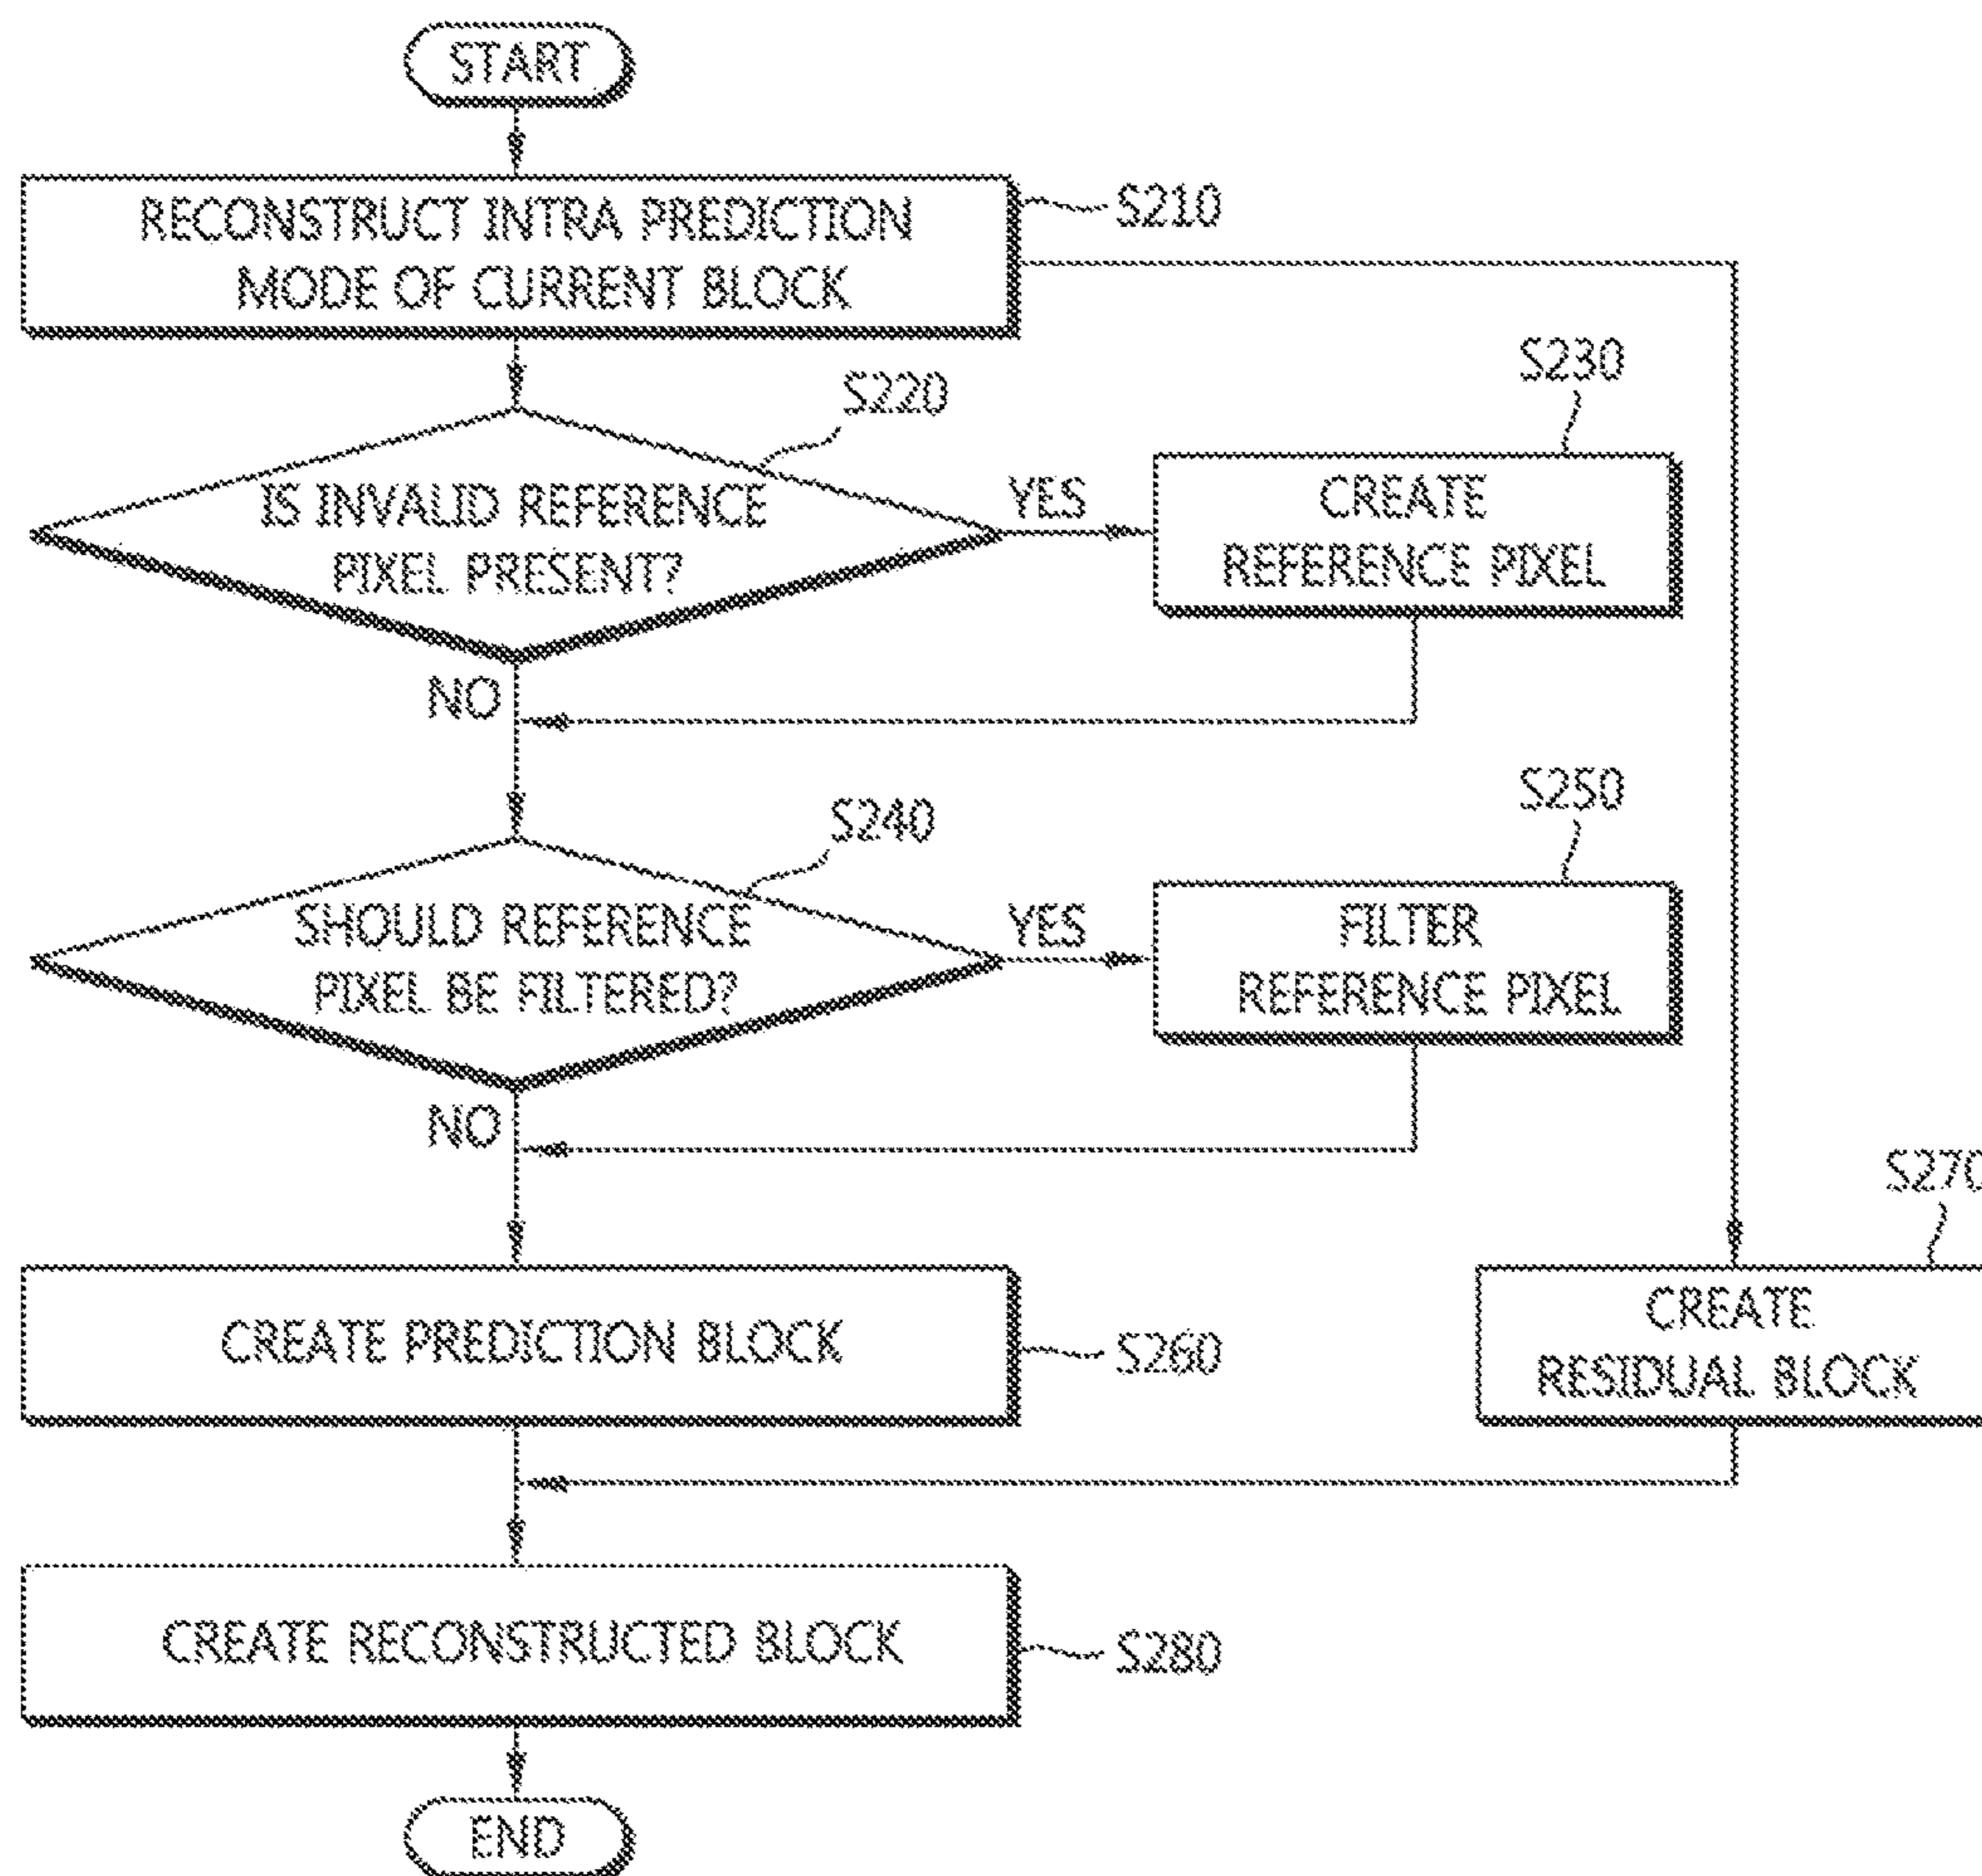 START
RECONSTRUCT INTRA PREDICTION
MODE OF CURRENT BLOCK
S210
S220
IS INVALID REFERENCE
PIXEL PRESENT?
YES
S230
CREATE
REFERENCE PIXEL
NO
S240
SHOULD REFERENCE
PIXEL BE FILTERED?
YES
S250
FILTER
REFERENCE PIXEL
NO
CREATE PREDICTION BLOCK
S260
S270
CREATE
RESIDUAL BLOCK
CREATE RECONSTRUCTED BLOCK
S280
END